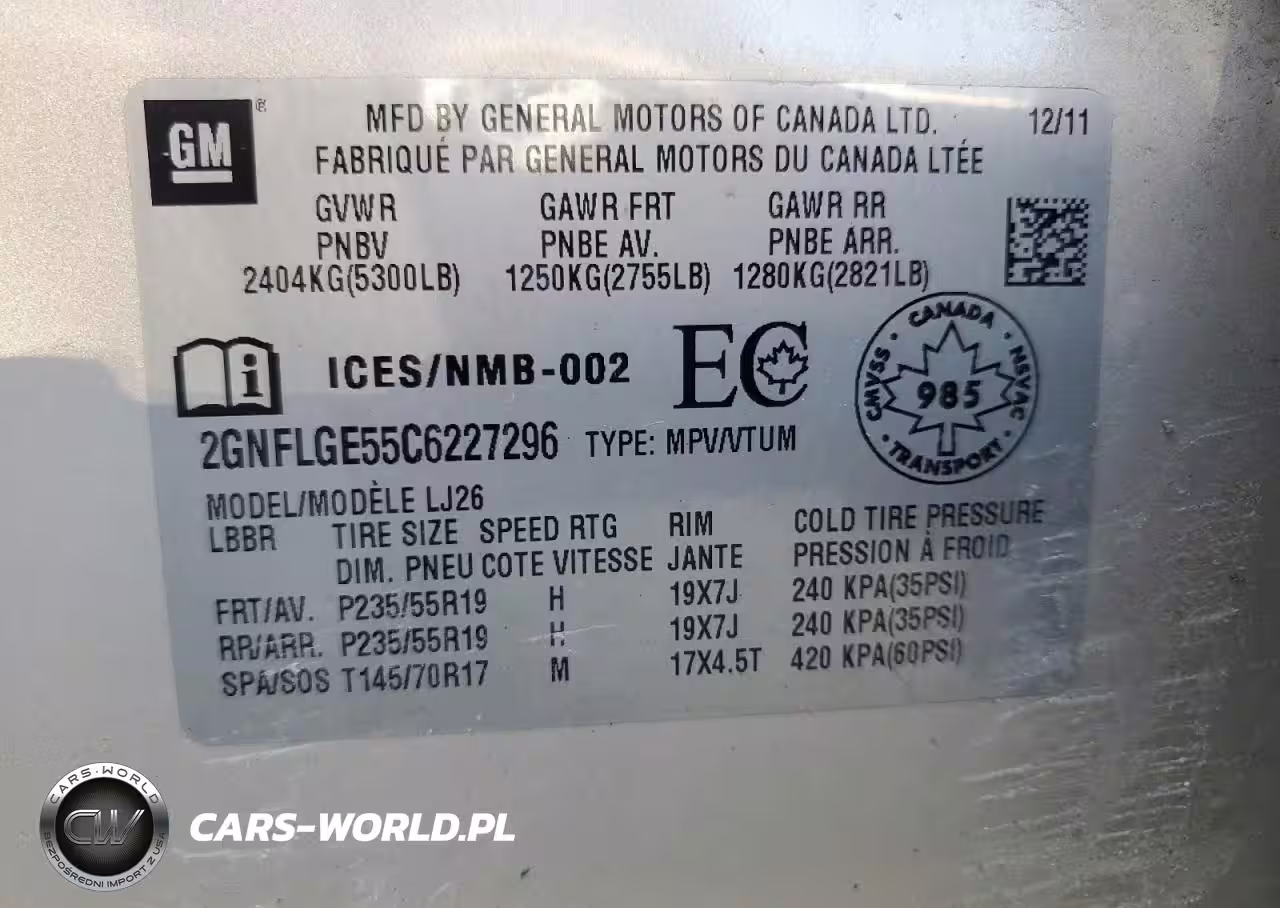 GM
MFD BY GENERAL MOTORS OF CANADA LTD. 12/11
FABRIQUÉ PAR GENERAL MOTORS DU CANADA LTÉE
GVWR GAWR FRT GAWR RR
PNBV PNBE AV. PNBE ARR.
2404KG(5300LB) 1250KG(2755LB) 1280KG(2821LB)
ICES/NMB-002 EC
CANADA
CMVSS 985 NSVAC
TRANSPORT
2GNFLGE55C6227296 TYPE: MPV/VTUM
MODEL/MODÈLE LJ26
LBBR TIRE SIZE SPEED RTG RIM COLD TIRE PRESSURE
DIM. PNEU COTE VITESSE JANTE PRESSION À FROID
FRT/AV. P235/55R19 H 19X7J 240 KPA(35PSI)
RR/ARR. P235/55R19 H 19X7J 240 KPA(35PSI)
SPA/SOS T145/70R17 M 17X4.5T 420 KPA(60PSI)
CARS-WORLD
CW
BEZPOŚREDNI IMPORT Z USA
CARS-WORLD.PL